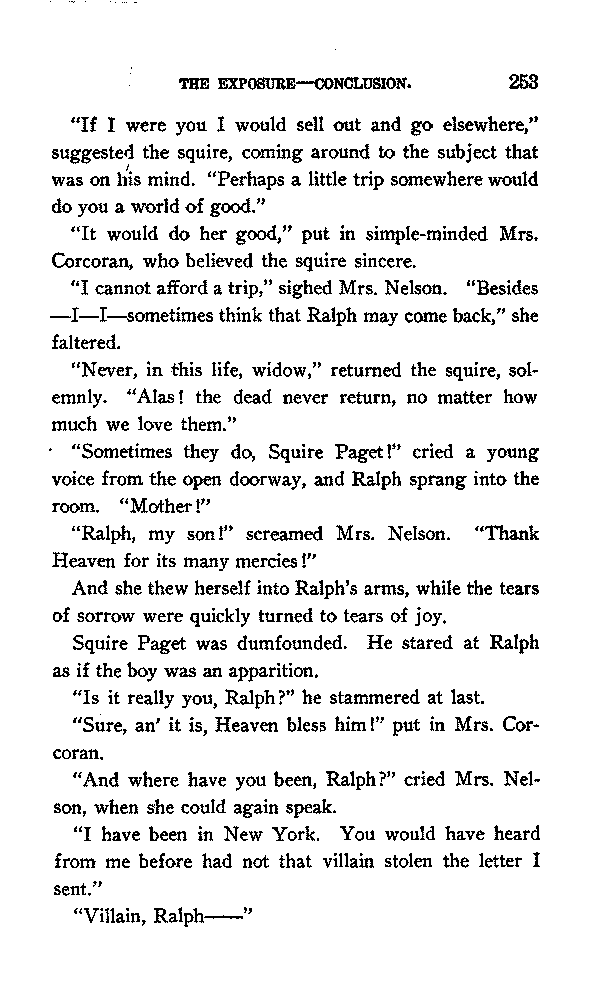 THE EXPOSURE—CONCLUSION. 253
“If I were you I would sell out and go elsewhere,”
suggested the squire, coming around to the subject that
was on his mind. “Perhaps a little trip somewhere would
do you a world of good.”
“It would do her good,” put in simple-minded Mrs.
Corcoran, who believed the squire sincere.
“I cannot afford a trip,” sighed Mrs. Nelson. “Besides
—I—I—sometimes think that Ralph may come back,” she
faltered.
“Never, in this life, widow,” returned the squire, sol-
emnly. “Alas! the dead never return, no matter how
much we love them.”
“Sometimes they do, Squire Paget!” cried a young
voice from the open doorway, and Ralph sprang into the
room. “Mother!”
“Ralph, my son!” screamed Mrs. Nelson. “Thank
Heaven for its many mercies!”
And she thew herself into Ralph’s arms, while the tears
of sorrow were quickly turned to tears of joy.
Squire Paget was dumfounded. He stared at Ralph
as if the boy was an apparition.
“Is it really you, Ralph?” he stammered at last.
“Sure, an’ it is, Heaven bless him!” put in Mrs. Cor-
coran.
“And where have you been, Ralph?” cried Mrs. Nel-
son, when she could again speak.
“I have been in New York. You would have heard
from me before had not that villain stolen the letter I
sent.”
“Villain, Ralph——”